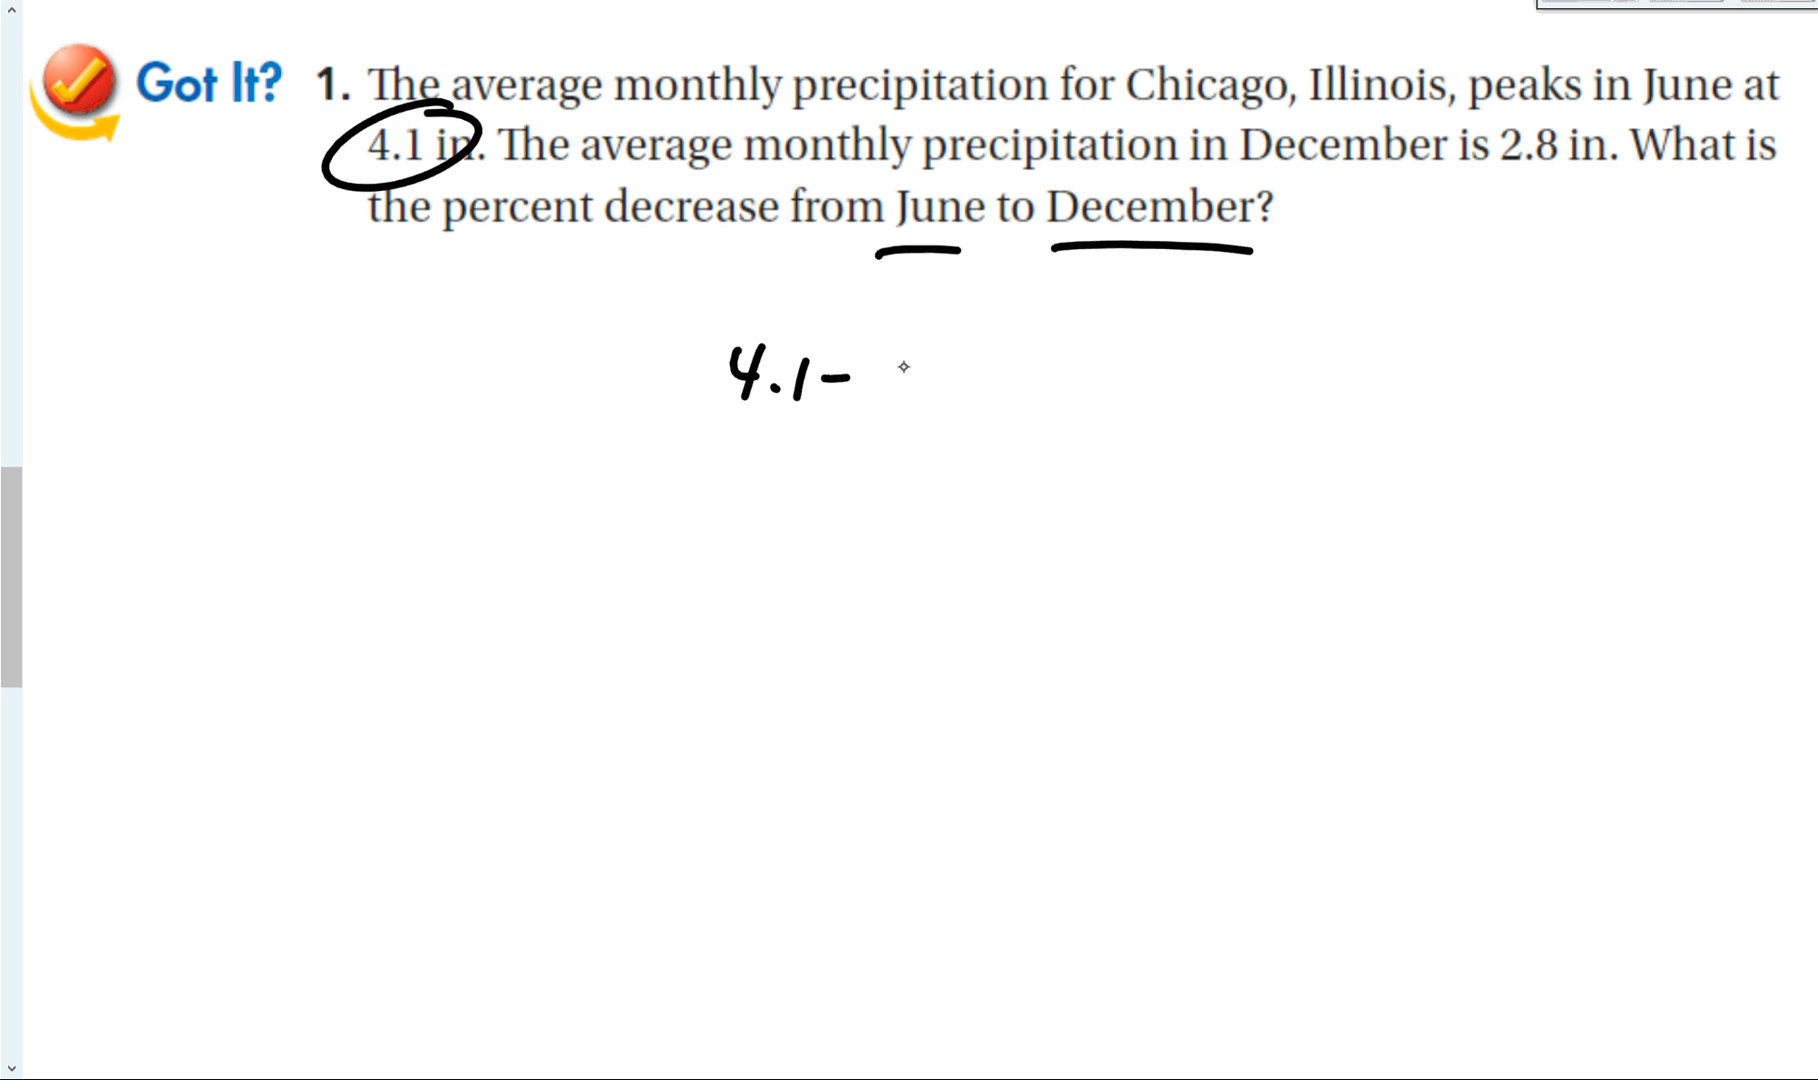 Got It? 1. The average monthly precipitation for Chicago, Illinois, peaks in June at
4.1 in. The average monthly precipitation in December is 2.8 in. What is
the percent decrease from June to December?
4.1-